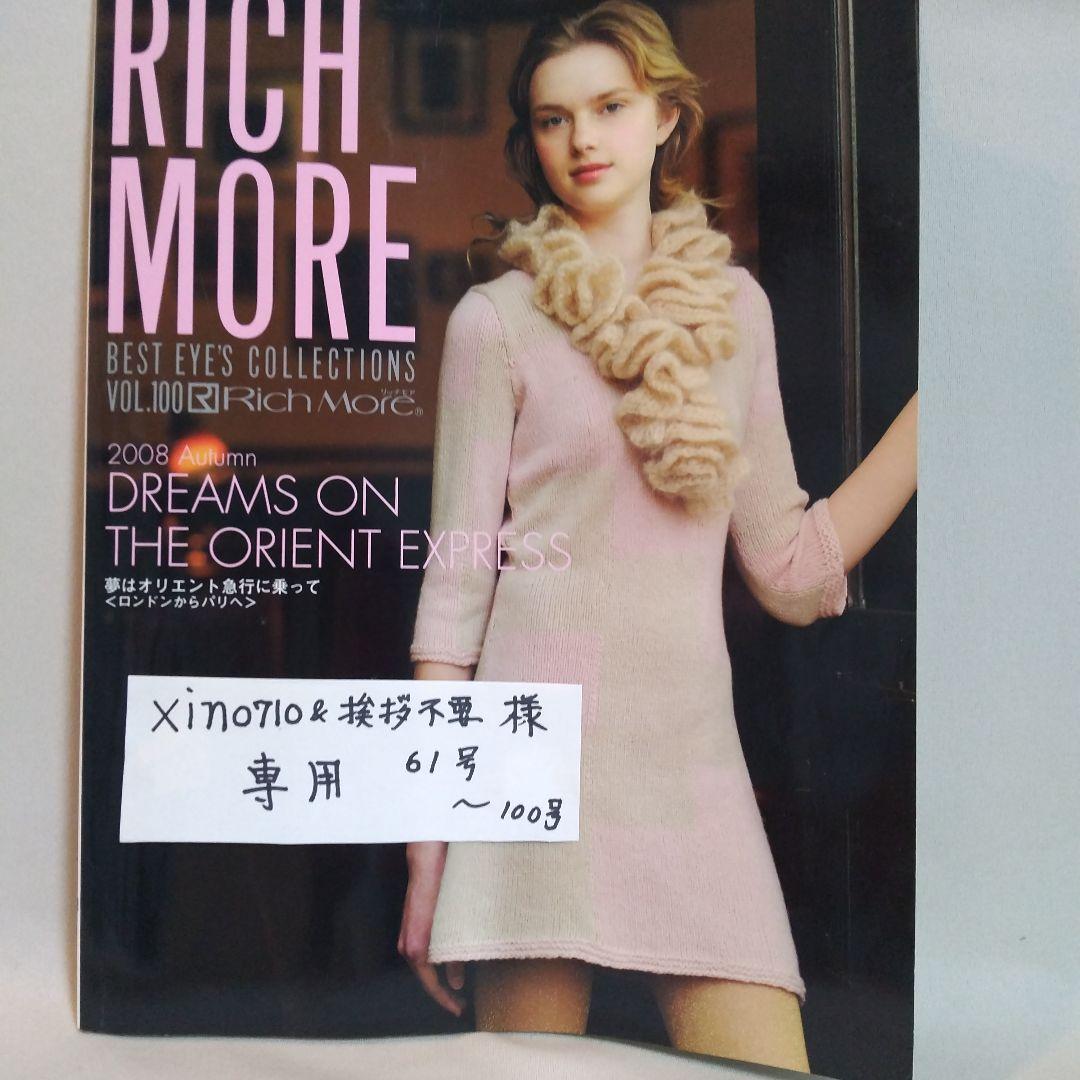 RICH
MORE
BEST EYE'S COLLECTIONS
VOL.100 R Rich More®
リッチモア
2008 Autumn
DREAMS ON
THE ORIENT EXPRESS
夢はオリエント急行に乗って
<ロンドンからパリへ>
xino710&挨拶不要 様
専用 61号
～100号